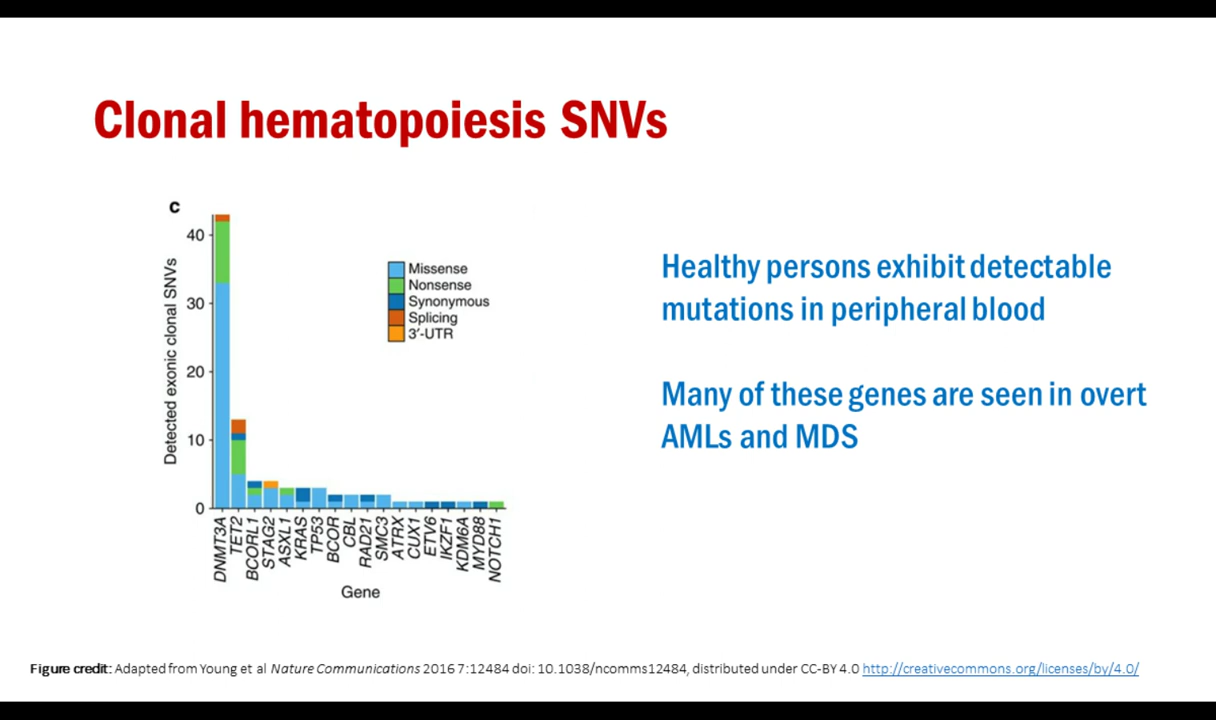 Clonal hematopoiesis SNVs
c
Detected exonic clonal SNVs
40
30
20
10
0
Missense
Nonsense
Synonymous
Splicing
3′-UTR
DNMT3A
TET2
BCORL1
STAG2
ASXL1
KRAS
TP53
BCOR
CBL
RAD21
SMC3
ATRX
CUX1
ETV6
IKZF1
KDM6A
MYD88
NOTCH1
Gene
Healthy persons exhibit detectable
mutations in peripheral blood
Many of these genes are seen in overt
AMLs and MDS
Figure credit: Adapted from Young et al Nature Communications 2016 7:12484 doi: 10.1038/ncomms12484, distributed under CC-BY 4.0 http://creativecommons.org/licenses/by/4.0/